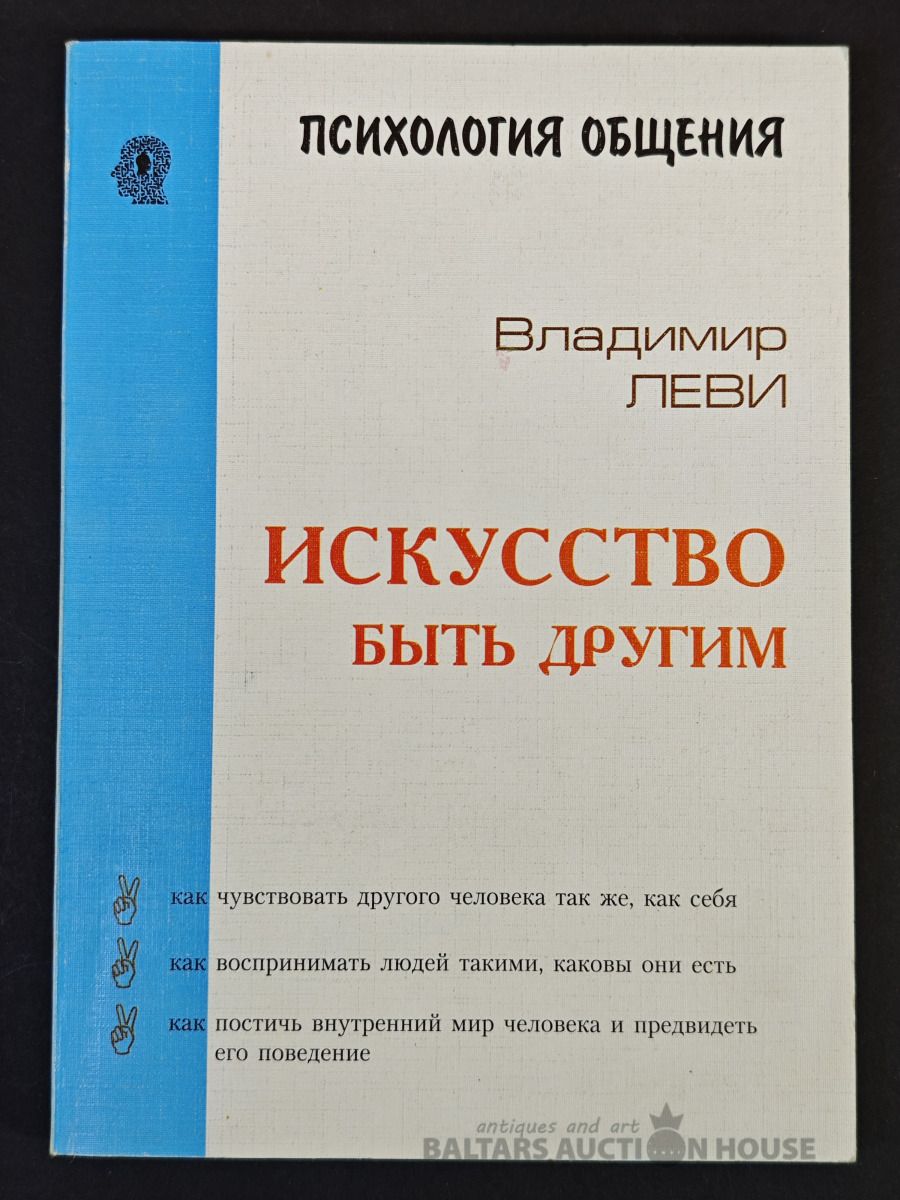 ПСИХОЛОГИЯ ОБЩЕНИЯ
Владимир
ЛЕВИ
ИСКУССТВО
БЫТЬ ДРУГИМ
как чувствовать другого человека так же, как себя
как воспринимать людей такими, каковы они есть
как постичь внутренний мир человека и предвидеть
его поведение
antiques and art
BALTARS AUCTION HOUSE